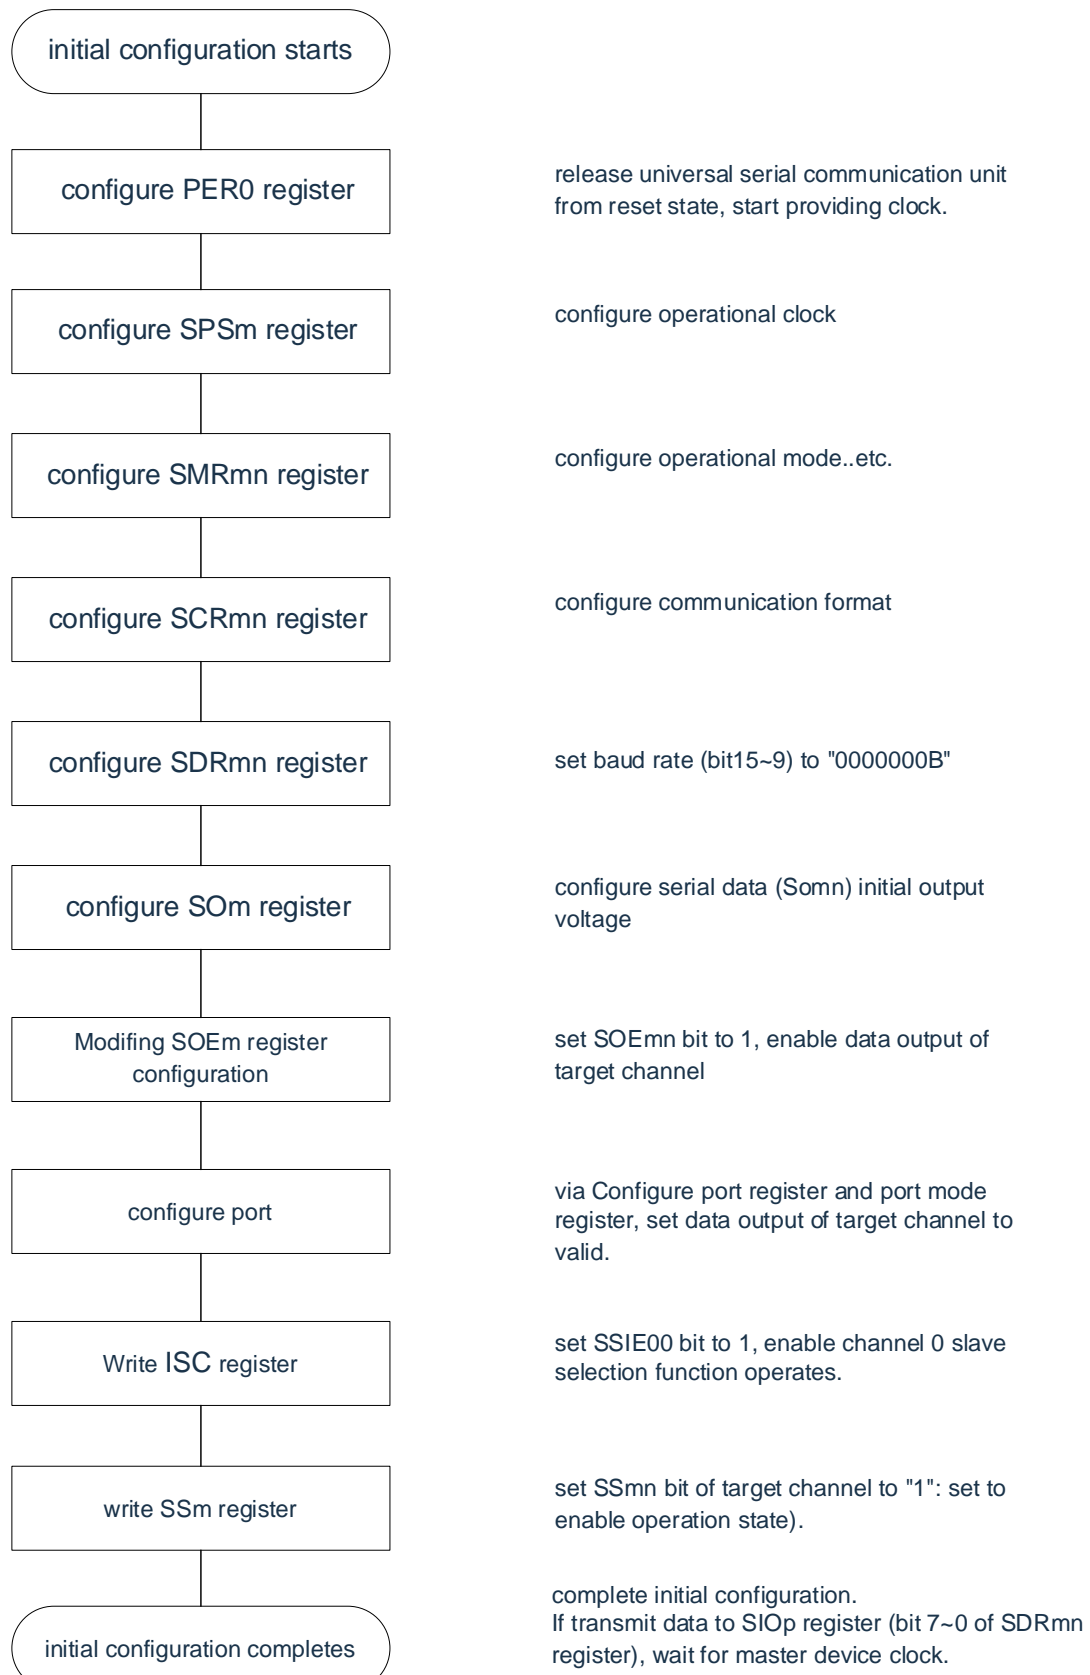 initial configuration starts
configure PER0 register
release universal serial communication unit
from reset state, start providing clock.
configure SPSm register
configure operational clock
configure SMRmn register
configure operational mode..etc.
configure SCRmn register
configure communication format
configure SDRmn register
set baud rate (bit15~9) to "0000000B"
configure SOm register
configure serial data (Somn) initial output
voltage
Modifing SOEm register
configuration
set SOEmn bit to 1, enable data output of
target channel
configure port
via Configure port register and port mode
register, set data output of target channel to
valid.
Write ISC register
set SSIE00 bit to 1, enable channel 0 slave
selection function operates.
write SSm register
set SSmn bit of target channel to "1": set to
enable operation state).
initial configuration completes
complete initial configuration.
If transmit data to SIOp register (bit 7~0 of SDRmn
register), wait for master device clock.